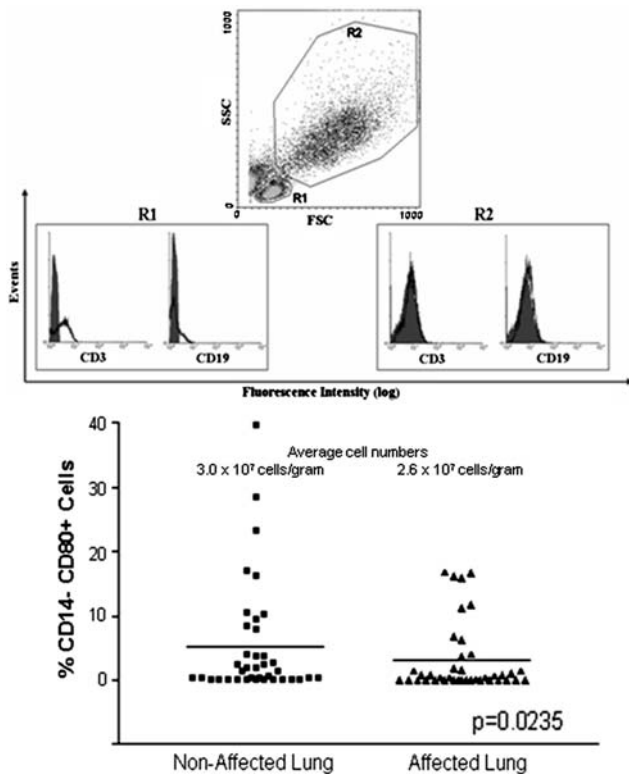 1000
R2
SSC
R1
0
0
1000
FSC
R1
R2
Events
CD3
CD19
CD3
CD19
Fluorescence Intensity (log)
40
30
20
10
0
% CD14- CD80+ Cells
Average cell numbers
3.0 x 10⁷ cells/gram
2.6 x 10⁷ cells/gram
p=0.0235
Non-Affected Lung
Affected Lung